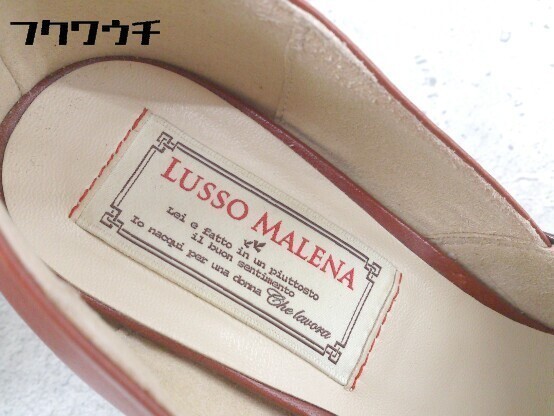 フクワウチ
LUSSO MALENA
Lei e fatto in un piuttosto
il buon sentimento
Io nacqui per una donna Che lavora